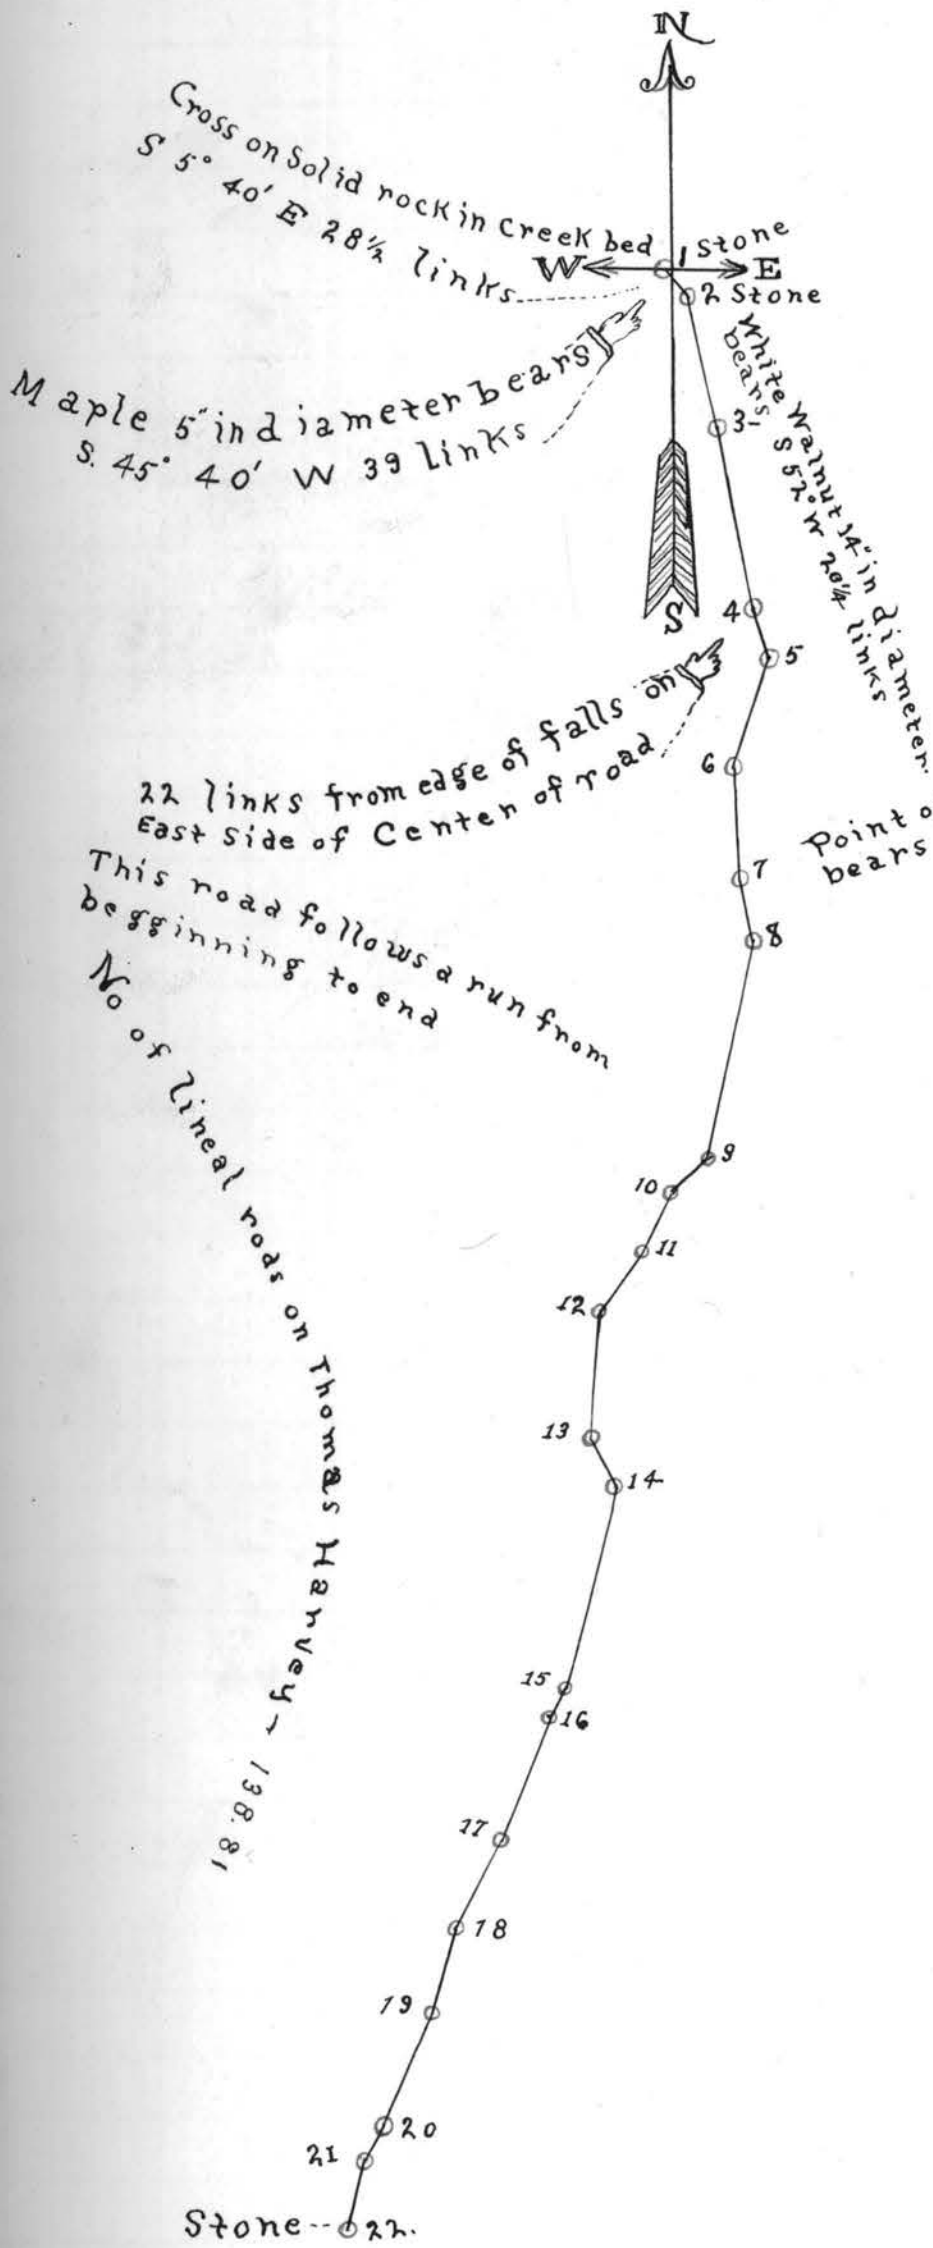 N
Cross on Solid rock in Creek bed
S 5° 40' E 28½ links
1 Stone
W
E
2 Stone
Maple 5" in diameter bears
S. 45° 40' W 39 links
White Walnut 14" in diameter.
bears S 52° W 20¼ links
3
4
S
5
22 links from edge of falls on
East Side of Center of road
6
Point o
bears
7
This road follows a run from
begginning to end
8
No of lineal rods on Thomas Harvey - 138.81
9
10
11
12
13
14
15
16
17
18
19
20
21
Stone -- 22.